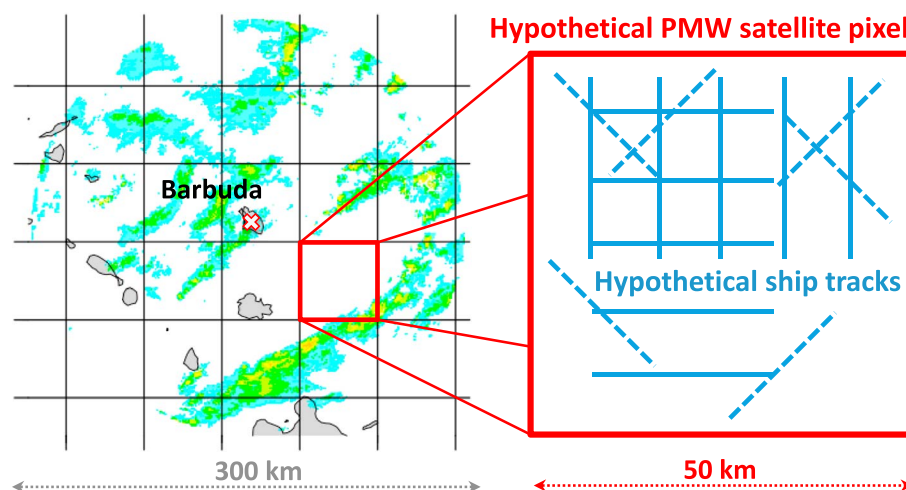 Hypothetical PMW satellite pixel
Barbuda
Hypothetical ship tracks
300 km
50 km